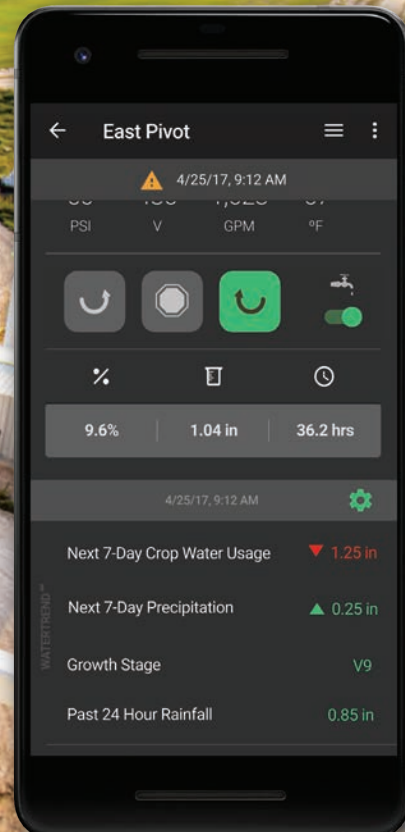 East Pivot
4/25/17, 9:12 AM
PSI V GPM °F
9.6% 1.04 in 36.2 hrs
4/25/17, 9:12 AM
Next 7-Day Crop Water Usage ▼ 1.25 in
Next 7-Day Precipitation ▲ 0.25 in
WATERTREND™
Growth Stage V9
Past 24 Hour Rainfall 0.85 in